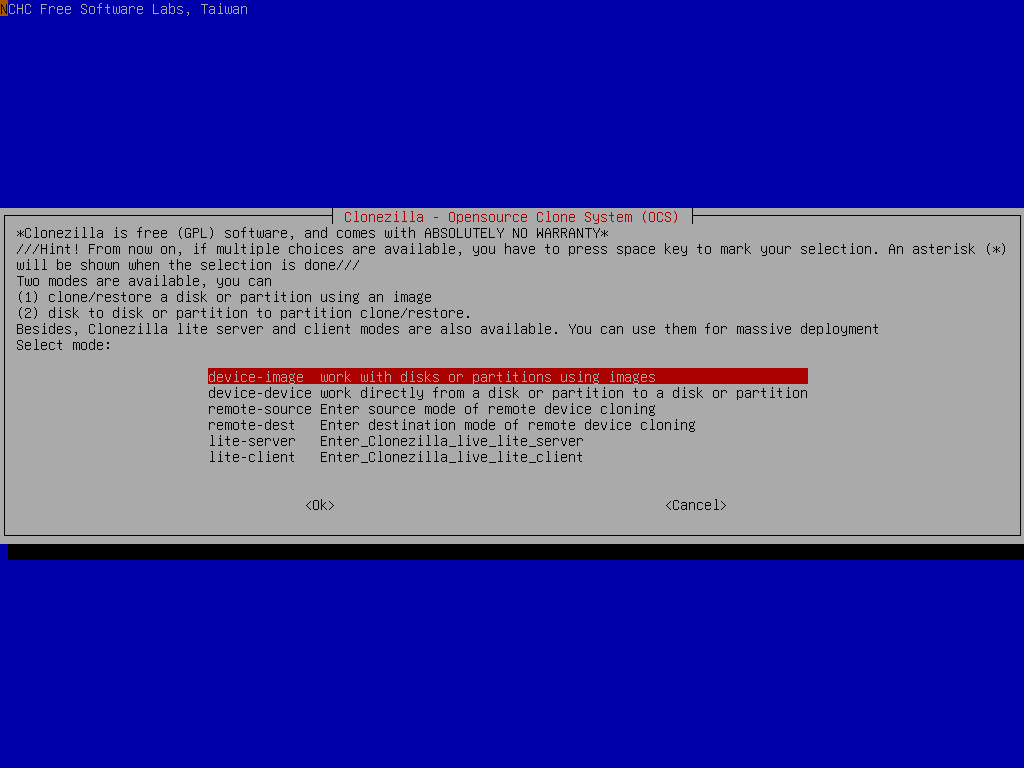 NCHC Free Software Labs, Taiwan
Clonezilla - Opensource Clone System (OCS)
*Clonezilla is free (GPL) software, and comes with ABSOLUTELY NO WARRANTY*
///Hint! From now on, if multiple choices are available, you have to press space key to mark your selection. An asterisk (*)
will be shown when the selection is done///
Two modes are available, you can
(1) clone/restore a disk or partition using an image
(2) disk to disk or partition to partition clone/restore.
Besides, Clonezilla lite server and client modes are also available. You can use them for massive deployment
Select mode:
device-image work with disks or partitions using images
device-device work directly from a disk or partition to a disk or partition
remote-source Enter source mode of remote device cloning
remote-dest Enter destination mode of remote device cloning
lite-server Enter_Clonezilla_live_lite_server
lite-client Enter_Clonezilla_live_lite_client
<Ok> <Cancel>